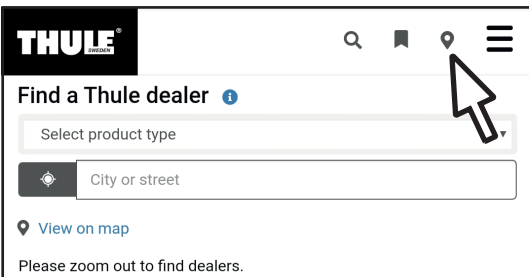 THULE®
SWEDEN
Find a Thule dealer
Select product type
City or street
View on map
Please zoom out to find dealers.